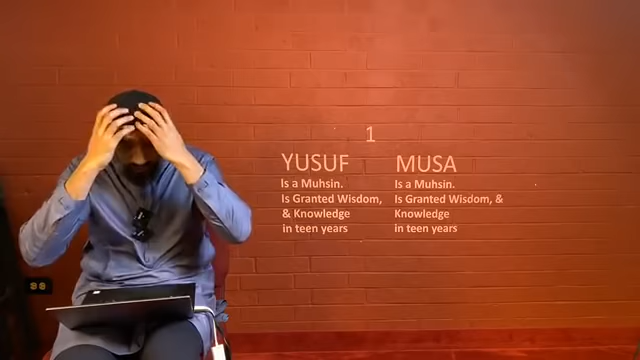 1
YUSUF
Is a Muhsin.
Is Granted Wisdom,
& Knowledge
in teen years
MUSA
Is a Muhsin.
Is Granted Wisdom, &
Knowledge
in teen years